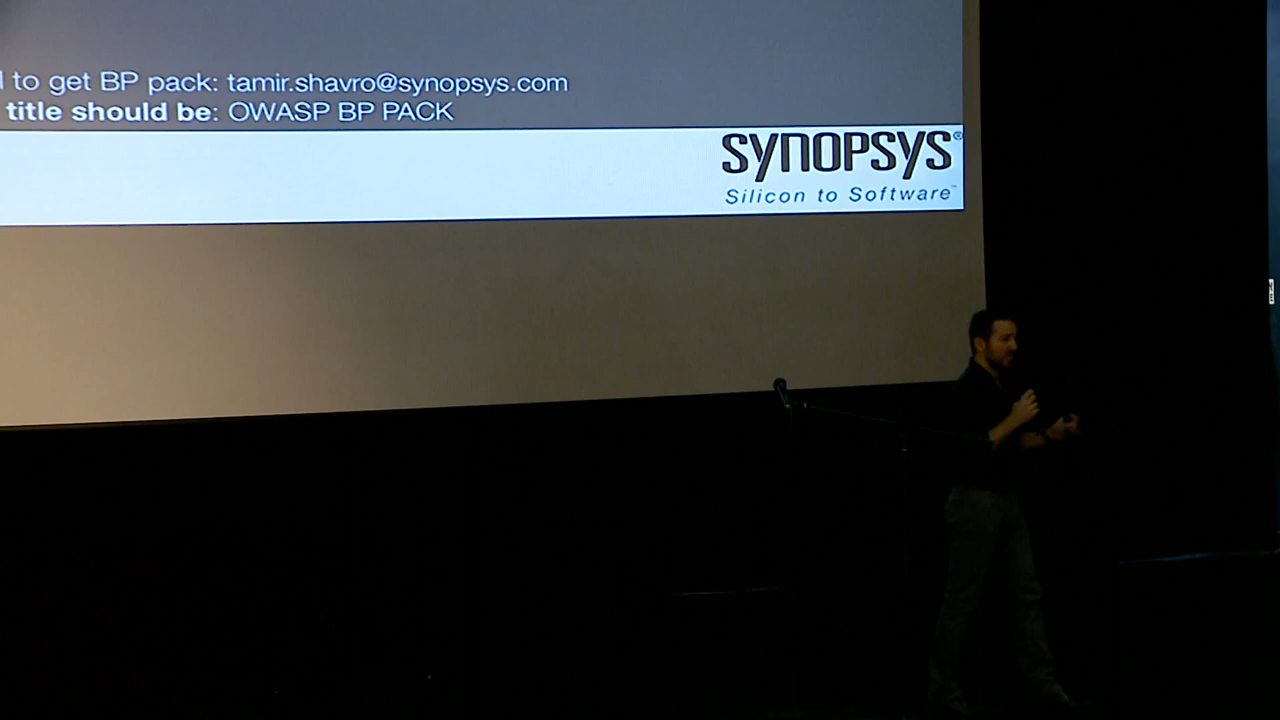 to get BP pack: tamir.shavro@synopsys.com
title should be: OWASP BP PACK
SYNOPSYS®
Silicon to Software™